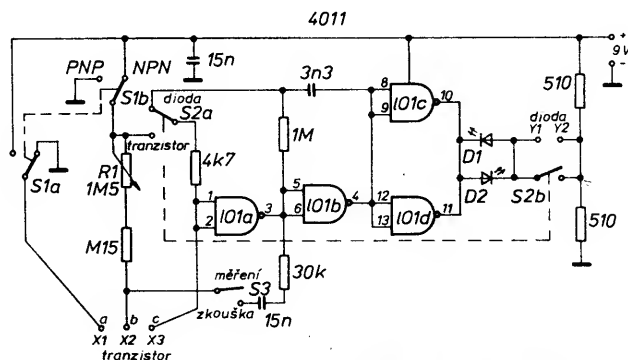 4011
+
9 V
-
PNP
NPN
15n
3n3
510
S1b
dioda
S2a
8
9
IO1c
10
dioda
Y1 Y2
S1a
R1
1M5
tranzistor
4k7
1M
D1
D2
S2b
1
2
IO1a
3
5
6
IO1b
4
12
13
IO1d
11
510
M15
měření
S3
zkouška
15n
30k
a
b
c
X1
X2
X3
tranzistor